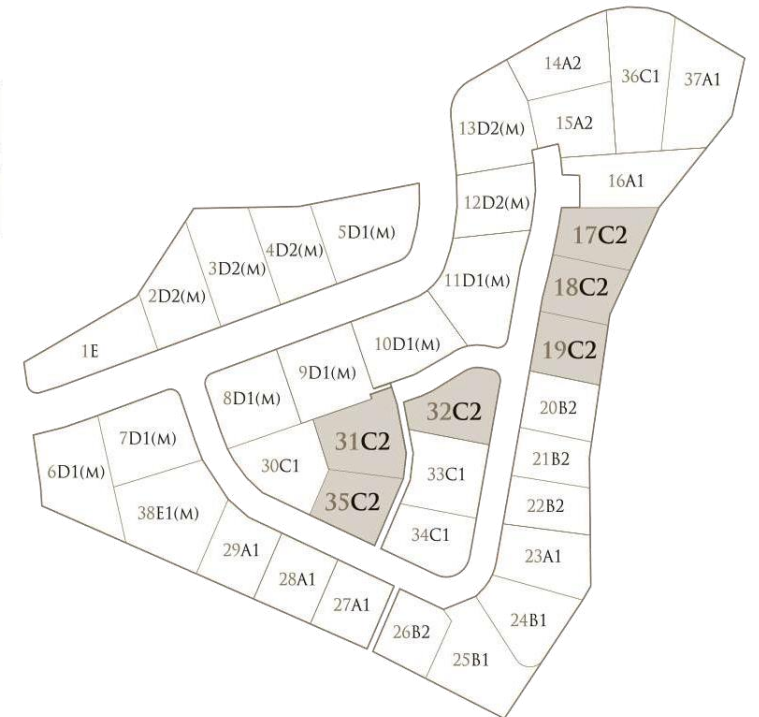 14A2
36C1
37A1
13D2(M)
15A2
16A1
12D2(M)
17C2
5D1(M)
4D2(M)
3D2(M)
2D2(M)
11D1(M)
18C2
1E
10D1(M)
19C2
9D1(M)
8D1(M)
32C2
20B2
7D1(M)
31C2
6D1(M)
30C1
33C1
21B2
35C2
22B2
38E1(M)
34C1
29A1
23A1
28A1
27A1
24B1
26B2
25B1